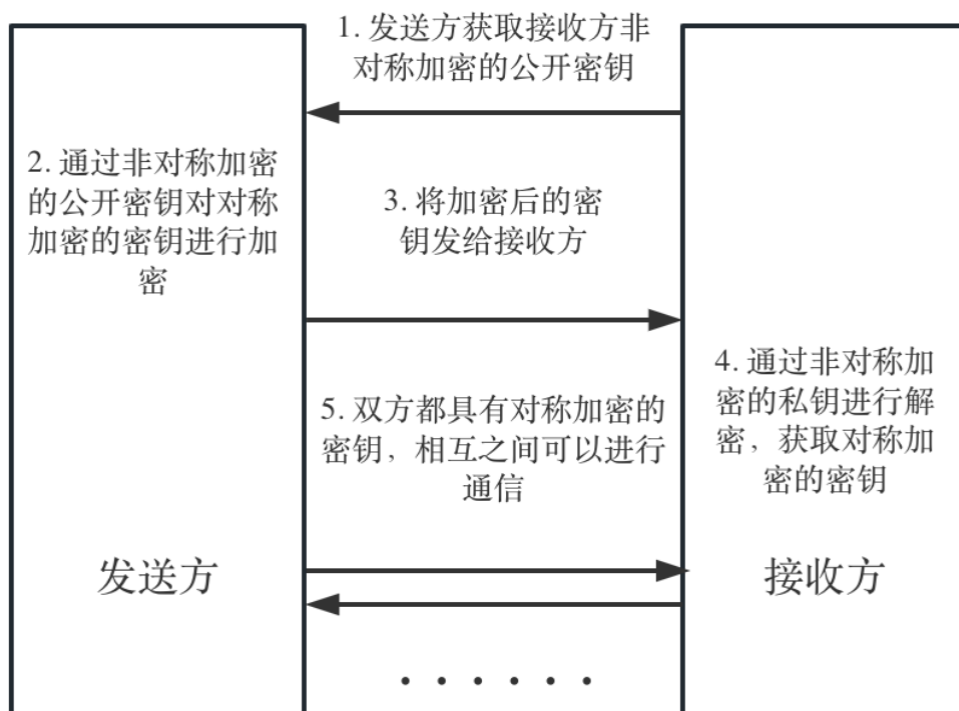 1. 发送方获取接收方非
对称加密的公开密钥
2. 通过非对称加密
的公开密钥对对称
加密的密钥进行加
密
3. 将加密后的密
钥发给接收方
4. 通过非对称加
密的私钥进行解
密，获取对称加
密的密钥
5. 双方都具有对称加密的
密钥，相互之间可以进行
通信
发送方
接收方
······